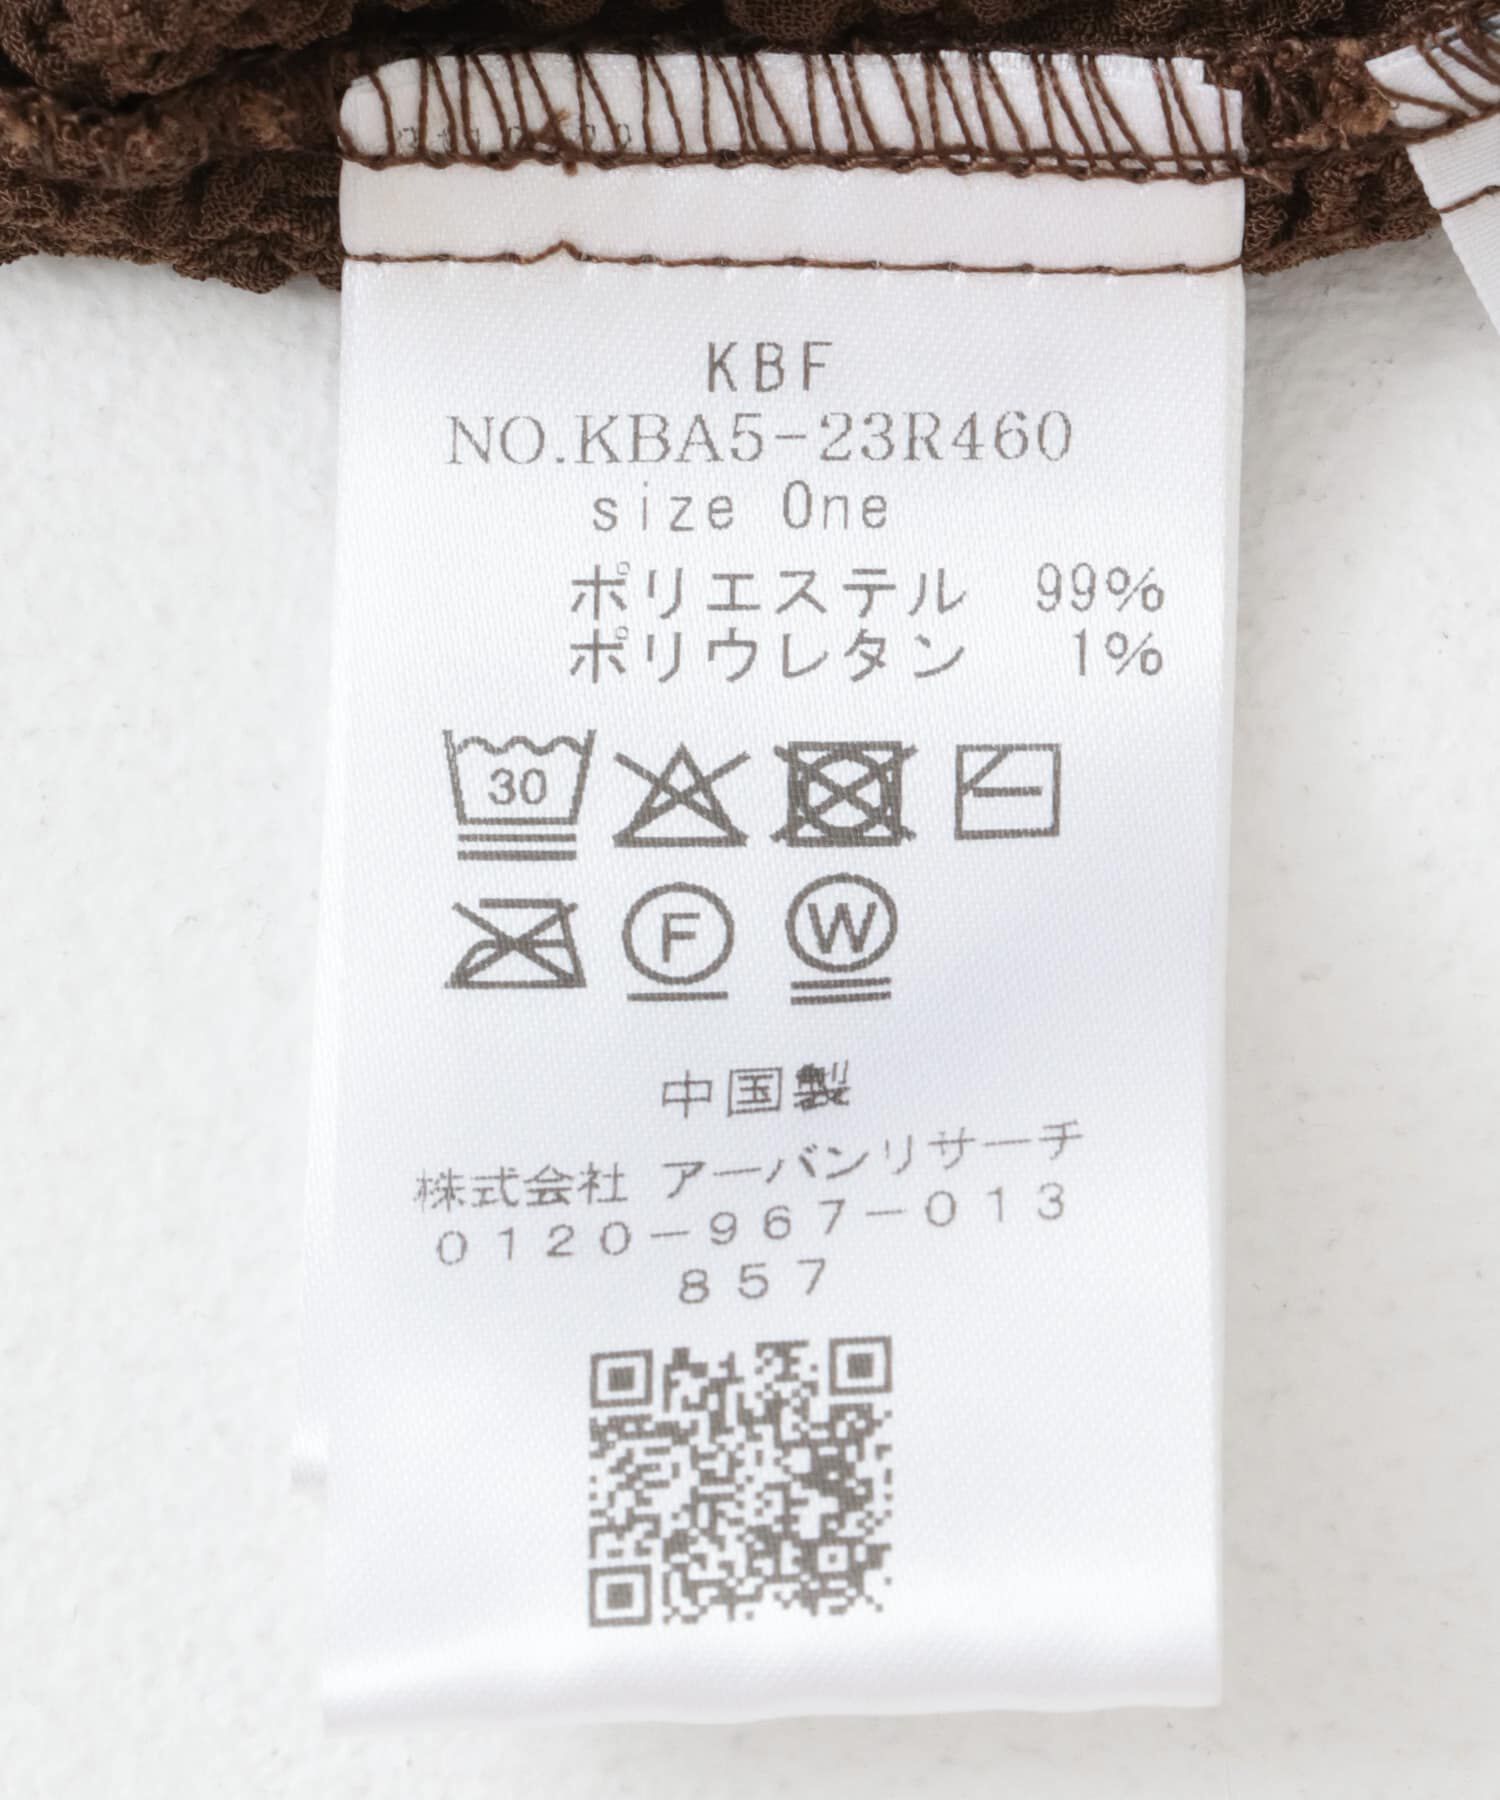 KBF
NO.KBA5-23R460
size One
ポリエステル 99%
ポリウレタン 1%
30
F W
中国製
株式会社 アーバンリサーチ
0120-967-013
857